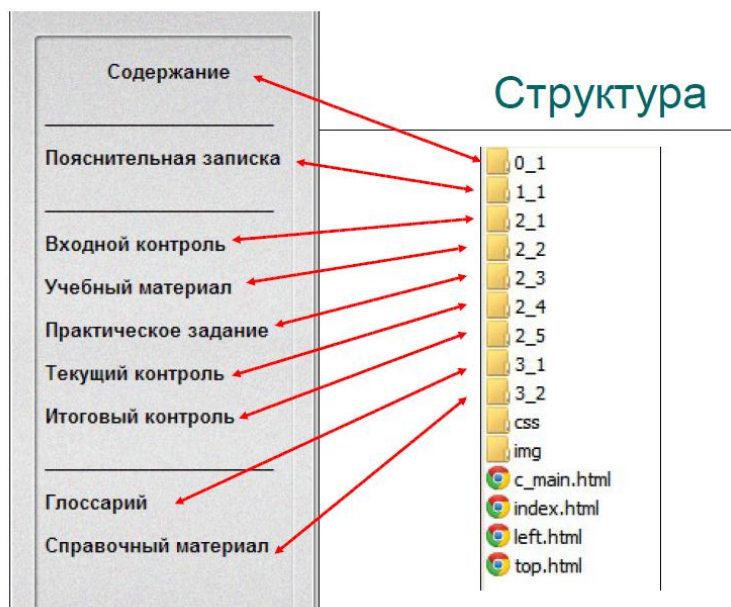 Содержание
Пояснительная записка
Входной контроль
Учебный материал
Практическое задание
Текущий контроль
Итоговый контроль
Глоссарий
Справочный материал
Структура
0_1
1_1
2_1
2_2
2_3
2_4
2_5
3_1
3_2
css
img
c_main.html
index.html
left.html
top.html